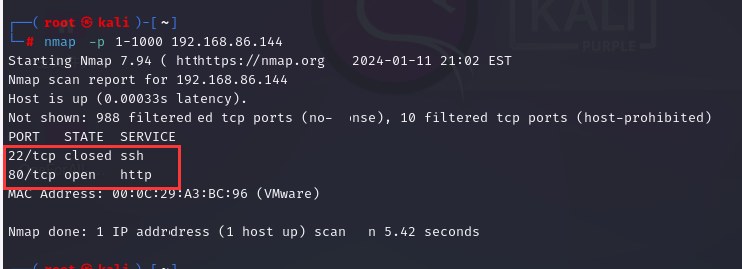 KALI
PURPLE
┌──(root㉿kali)-[~]
└─# nmap -p 1-1000 192.168.86.144
Starting Nmap 7.94 ( htthttps://nmap.org 2024-01-11 21:02 EST
Nmap scan report for 192.168.86.144
Host is up (0.00033s latency).
Not shown: 988 filtered ed tcp ports (no- onse), 10 filtered tcp ports (host-prohibited)
PORT STATE SERVICE
22/tcp closed ssh
80/tcp open http
MAC Address: 00:0C:29:A3:BC:96 (VMware)
Nmap done: 1 IP addrdress (1 host up) scan n 5.42 seconds
┌──(root㉿kali)-[~]